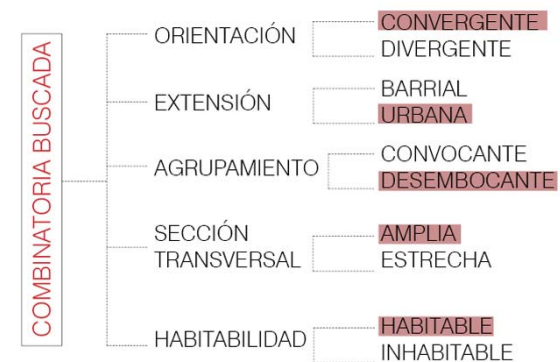 COMBINATORIA BUSCADA
ORIENTACIÓN
CONVERGENTE
DIVERGENTE
EXTENSIÓN
BARRIAL
URBANA
AGRUPAMIENTO
CONVOCANTE
DESEMBOCANTE
SECCIÓN
TRANSVERSAL
AMPLIA
ESTRECHA
HABITABILIDAD
HABITABLE
INHABITABLE